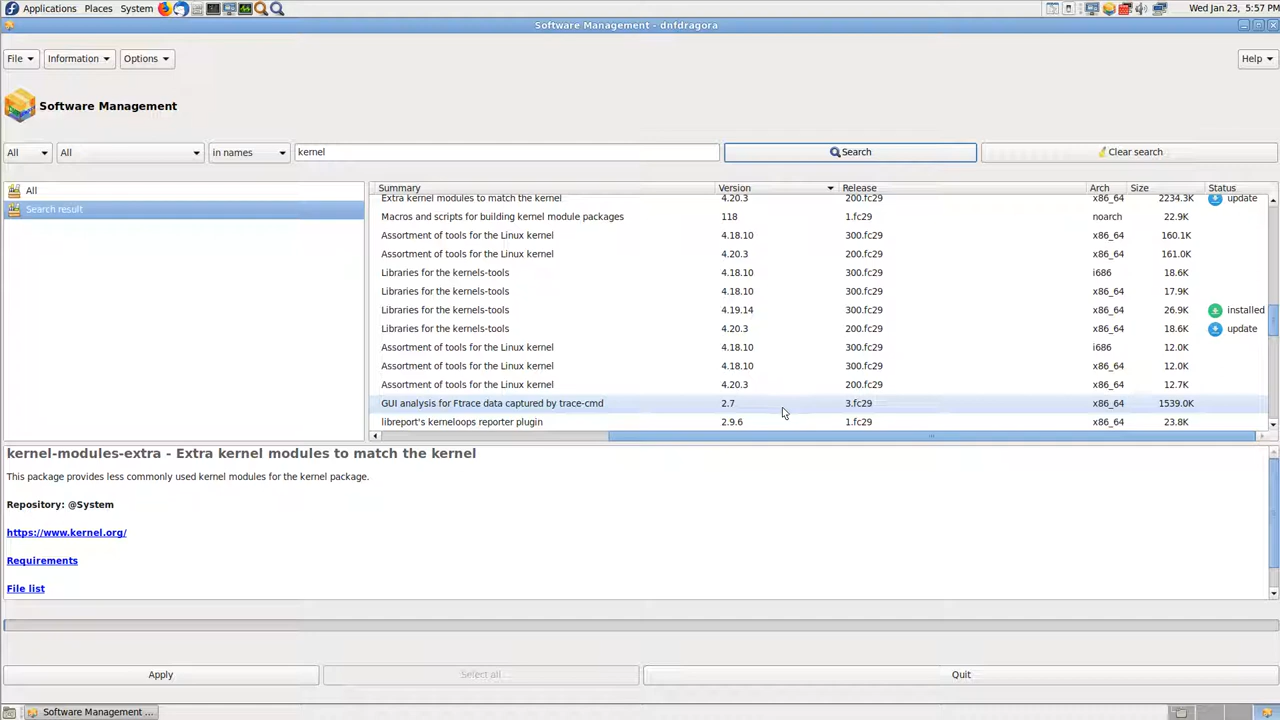 Applications Places System Wed Jan 23, 5:57 PM
Software Management - dnfdragora
File Information Options Help
Software Management
All All in names kernel Search Clear search
All
Search result
Summary Version Release Arch Size Status
Extra kernel modules to match the kernel 4.20.3 200.fc29 x86_64 2234.3K update
Macros and scripts for building kernel module packages 118 1.fc29 noarch 22.9K
Assortment of tools for the Linux kernel 4.18.10 300.fc29 x86_64 160.1K
Assortment of tools for the Linux kernel 4.20.3 200.fc29 x86_64 161.0K
Libraries for the kernels-tools 4.18.10 300.fc29 i686 18.6K
Libraries for the kernels-tools 4.18.10 300.fc29 x86_64 17.9K
Libraries for the kernels-tools 4.19.14 300.fc29 x86_64 26.9K installed
Libraries for the kernels-tools 4.20.3 200.fc29 x86_64 18.6K update
Assortment of tools for the Linux kernel 4.18.10 300.fc29 i686 12.0K
Assortment of tools for the Linux kernel 4.18.10 300.fc29 x86_64 12.0K
Assortment of tools for the Linux kernel 4.20.3 200.fc29 x86_64 12.7K
GUI analysis for Ftrace data captured by trace-cmd 2.7 3.fc29 x86_64 1539.0K
libreport's kerneloops reporter plugin 2.9.6 1.fc29 x86_64 23.8K
kernel-modules-extra - Extra kernel modules to match the kernel
This package provides less commonly used kernel modules for the kernel package.
Repository: @System
https://www.kernel.org/
Requirements
File list
Apply Select all... Quit
Software Management ...